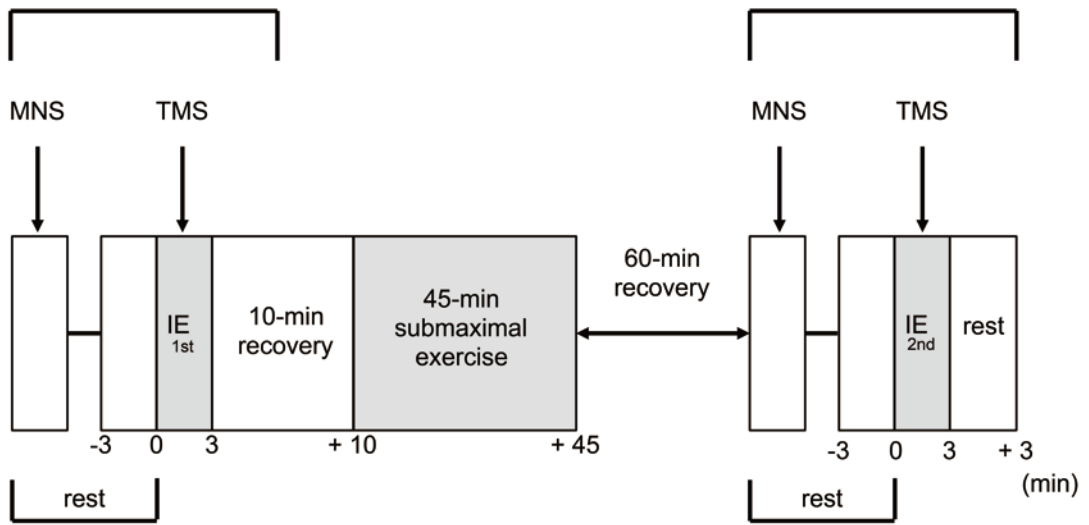 MNS TMS MNS TMS
60-min
recovery
IE
1st
10-min
recovery
45-min
submaximal
exercise
IE
2nd
rest
-3 0 3 + 10 + 45 -3 0 3 + 3
(min)
rest rest